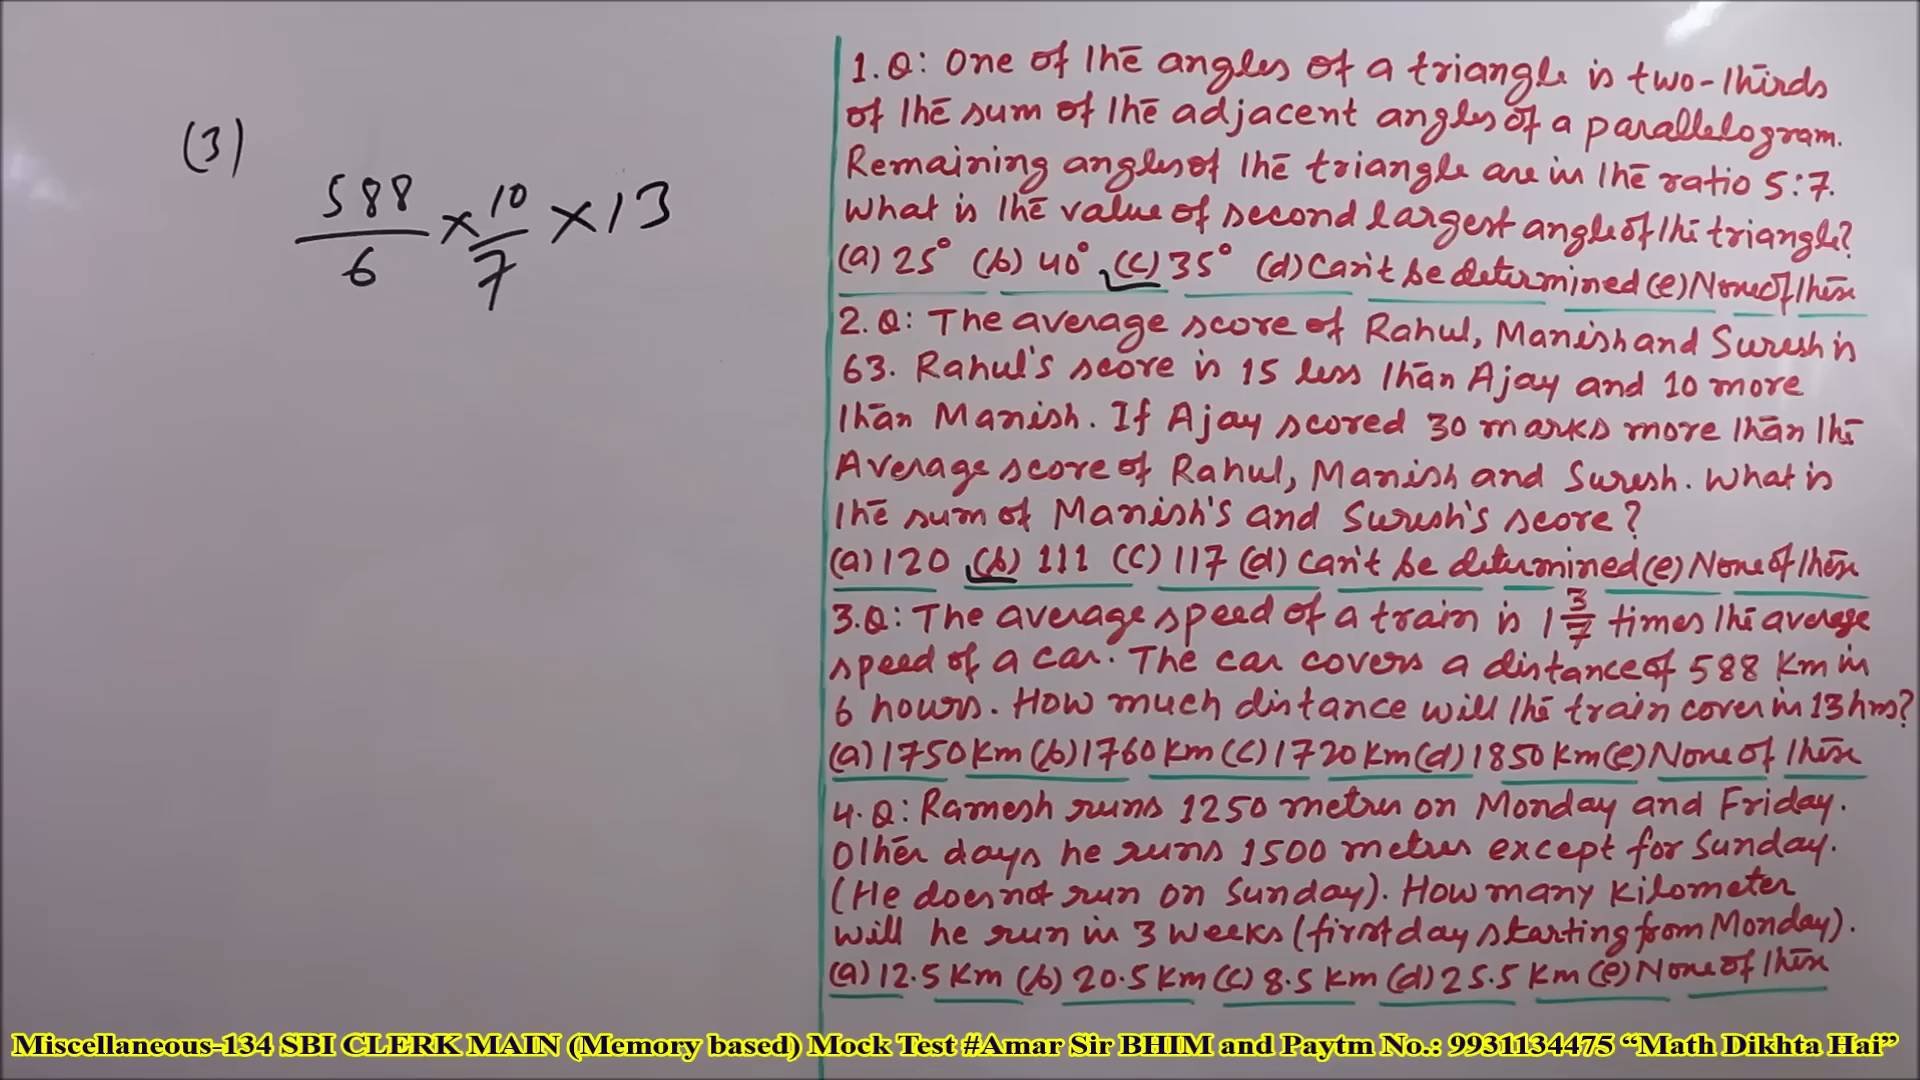 (3)
588/6 × 10/7 × 13
1.Q: One of the angles of a triangle is two-thirds
of the sum of the adjacent angles of a parallelogram.
Remaining angles of the triangle are in the ratio 5:7.
What is the value of second largest angle of the triangle?
(a) 25° (b) 40° (c) 35° (d) Can't be determined (e) None of these
2.Q: The average score of Rahul, Manish and Suresh is
63. Rahul's score is 15 less than Ajay and 10 more
than Manish. If Ajay scored 30 marks more than the
Average score of Rahul, Manish and Suresh. What is
the sum of Manish's and Suresh's score?
(a) 120 (b) 111 (c) 117 (d) Can't be determined (e) None of these
3.Q: The average speed of a train is 1 3/7 times the average
speed of a car. The car covers a distance of 588 Km in
6 hours. How much distance will the train cover in 13 hrs?
(a) 1750 Km (b) 1760 Km (c) 1720 Km (d) 1850 Km (e) None of these
4.Q: Ramesh runs 1250 metres on Monday and Friday.
Other days he runs 1500 metres except for Sunday.
(He does not run on Sunday). How many Kilometer
will he run in 3 weeks (first day starting from Monday).
(a) 12.5 Km (b) 20.5 Km (c) 8.5 Km (d) 25.5 Km (e) None of these
Miscellaneous-134 SBI CLERK MAIN (Memory based) Mock Test #Amar Sir BHIM and Paytm No.: 9931134475 “Math Dikhta Hai”